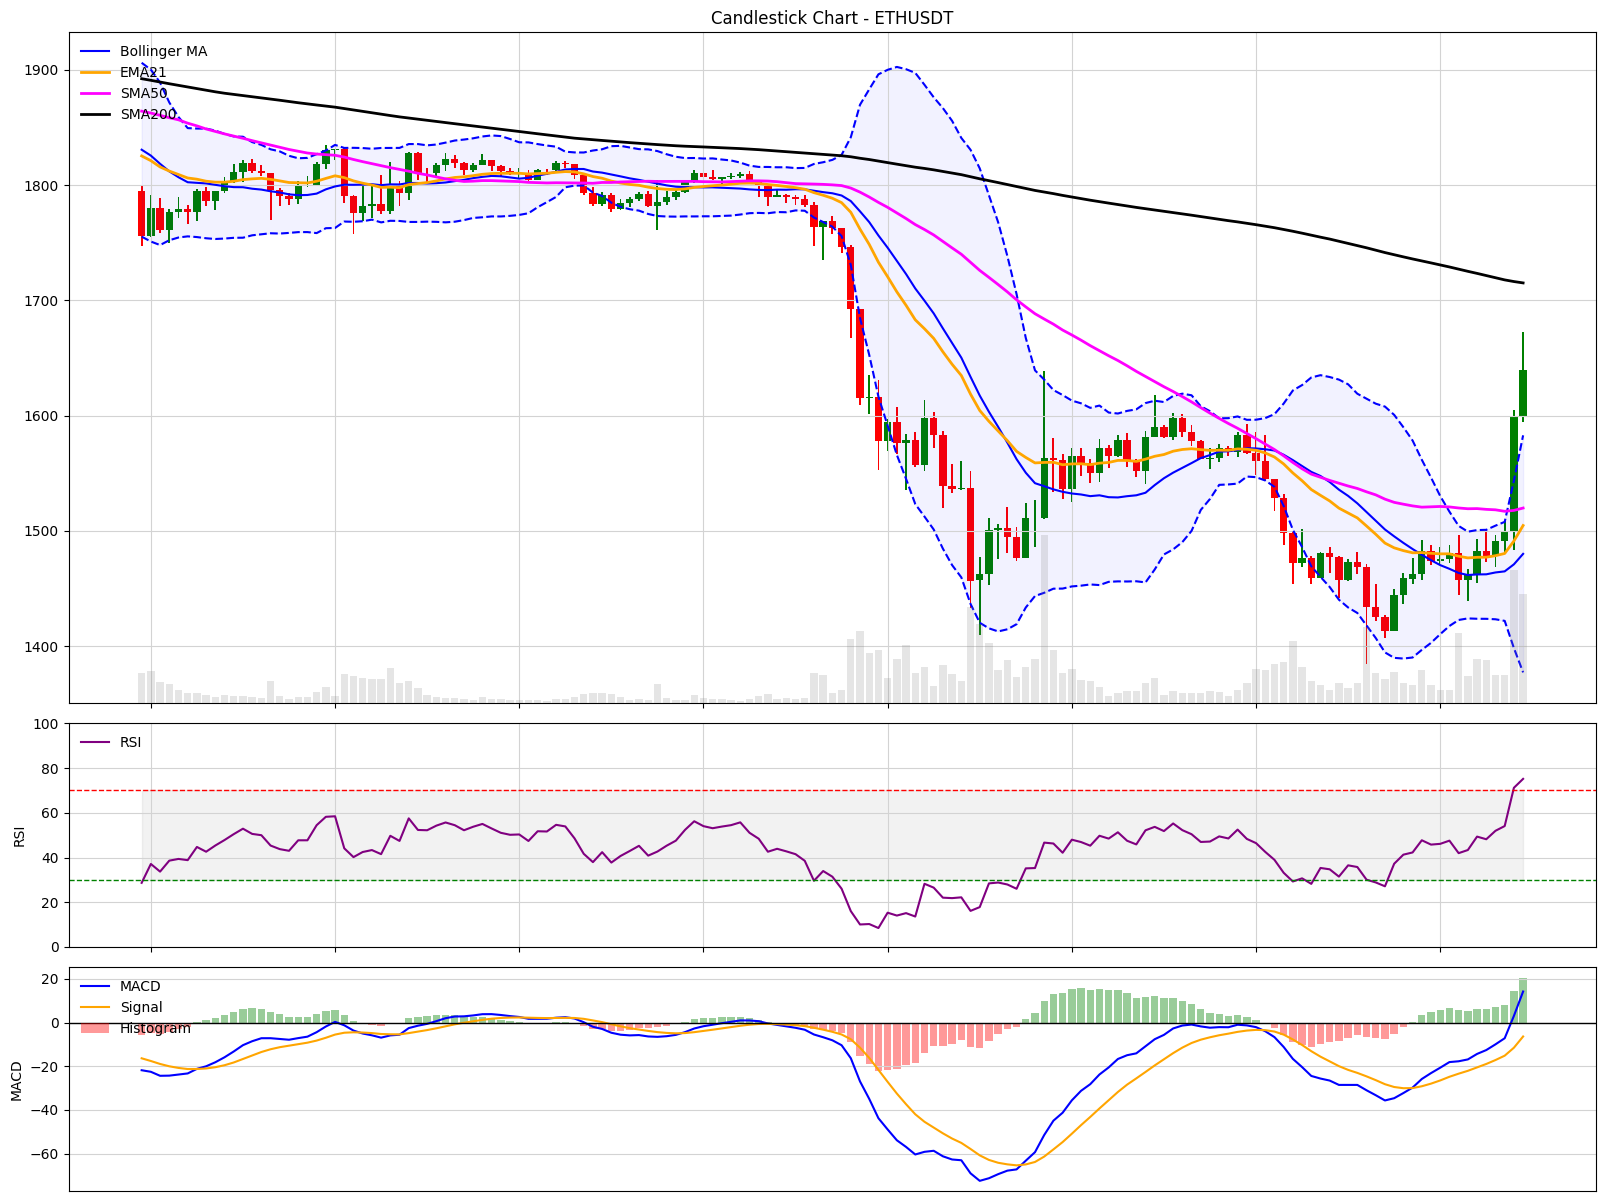 Candlestick Chart - ETHUSDT
Bollinger MA
EMA21
SMA50
SMA200
1900
1800
1700
1600
1500
1400
RSI
100
80
60
40
20
0
RSI
MACD
Signal
Histogram
20
0
−20
−40
−60
MACD